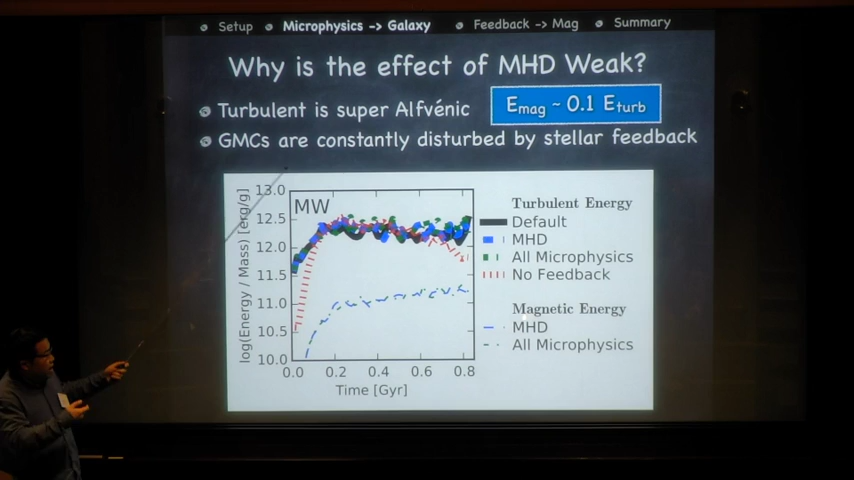 Setup Microphysics -> Galaxy Feedback -> Mag Summary
Why is the effect of MHD Weak?
Turbulent is super Alfvénic
Emag ~ 0.1 Eturb
GMCs are constantly disturbed by stellar feedback
MW
log(Energy / Mass) [erg/g]
13.0
12.5
12.0
11.5
11.0
10.5
10.0
0.0 0.2 0.4 0.6 0.8
Time [Gyr]
Turbulent Energy
Default
MHD
All Microphysics
No Feedback
Magnetic Energy
MHD
All Microphysics